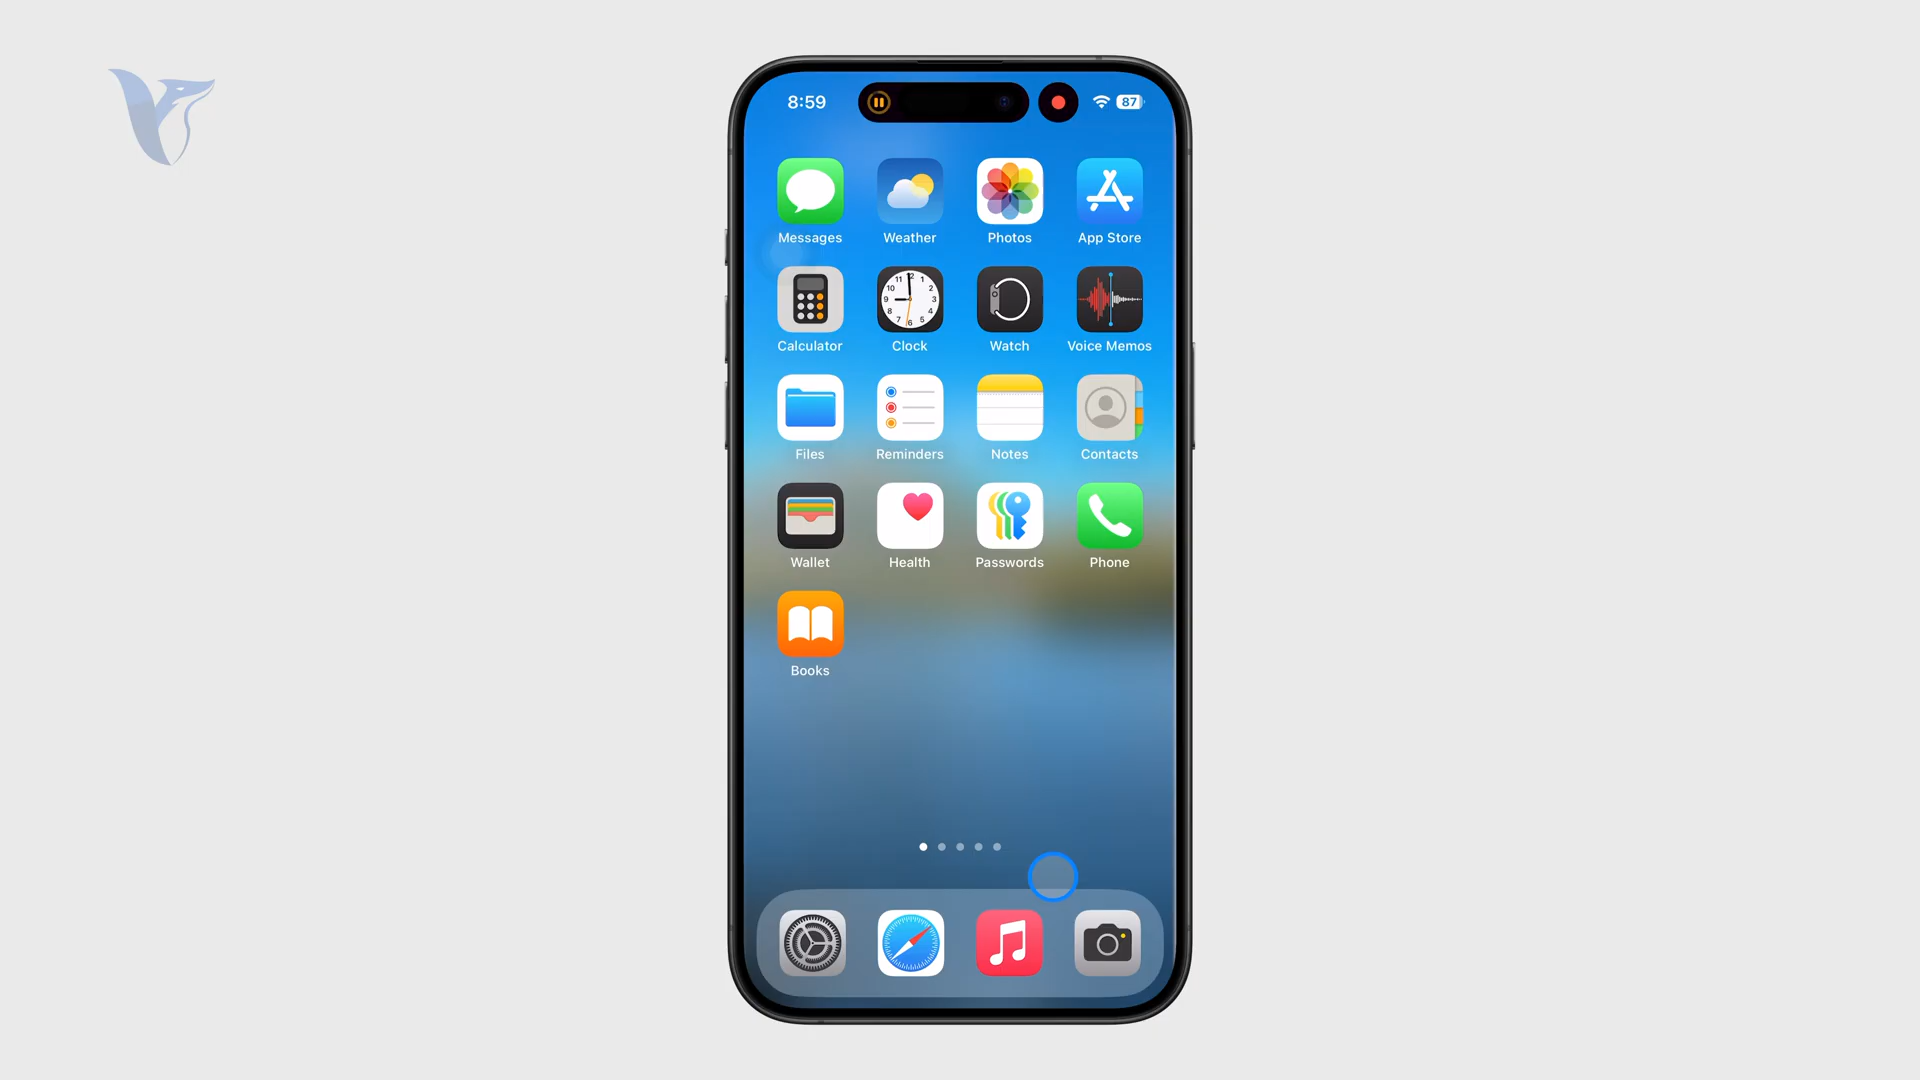 8:59
87
Messages Weather Photos App Store
Calculator Clock Watch Voice Memos
Files Reminders Notes Contacts
Wallet Health Passwords Phone
Books